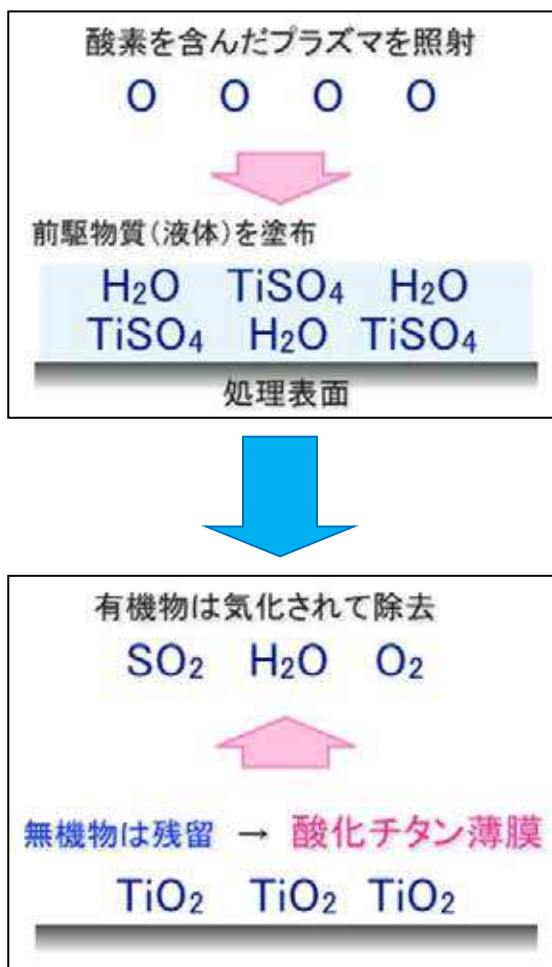 酸素を含んだプラズマを照射
O O O O
前駆物質(液体)を塗布
H₂O TiSO₄ H₂O
TiSO₄ H₂O TiSO₄
処理表面
有機物は気化されて除去
SO₂ H₂O O₂
無機物は残留 → 酸化チタン薄膜
TiO₂ TiO₂ TiO₂